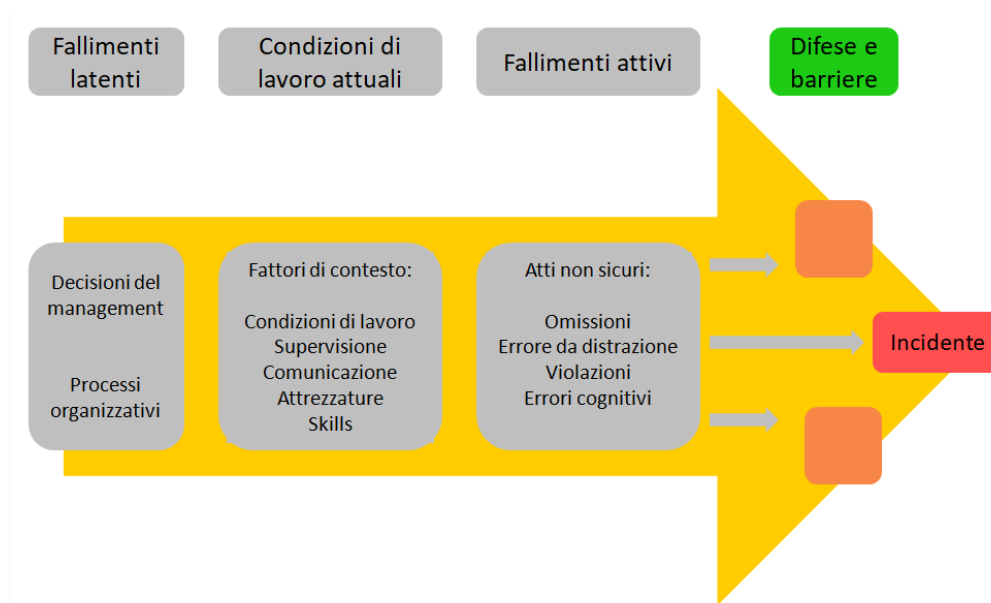 Fallimenti
latenti
Condizioni di
lavoro attuali
Fallimenti attivi
Difese e
barriere
Decisioni del
management
Processi
organizzativi
Fattori di contesto:
Condizioni di lavoro
Supervisione
Comunicazione
Attrezzature
Skills
Atti non sicuri:
Omissioni
Errore da distrazione
Violazioni
Errori cognitivi
Incidente